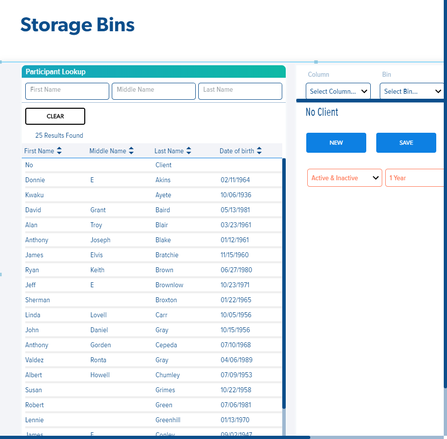 Storage Bins
Participant Lookup
First Name Middle Name Last Name
CLEAR
25 Results Found
First Name Middle Name Last Name Date of birth
No Client
Donnie E Akins 02/11/1964
Kwaku Ayete 10/06/1936
David Grant Baird 05/13/1981
Alan Troy Blair 03/23/1961
Anthony Joseph Blake 01/12/1961
James Elvis Bratchie 11/15/1960
Ryan Keith Brown 06/27/1980
Jeff E Brownlow 10/23/1971
Sherman Broxton 01/22/1965
Linda Lovell Carr 10/05/1956
John Daniel Gray 10/15/1956
Anthony Gorden Cepeda 07/10/1968
Valdez Ronta Gray 04/06/1989
Albert Howell Chumley 07/09/1953
Susan Grimes 10/22/1958
Robert Green 07/06/1981
Lennie Greenhill 01/13/1970
James E Conley 09/02/1947
Column Bin
Select Column... Select Bin...
No Client
NEW SAVE
Active & Inactive 1 Year